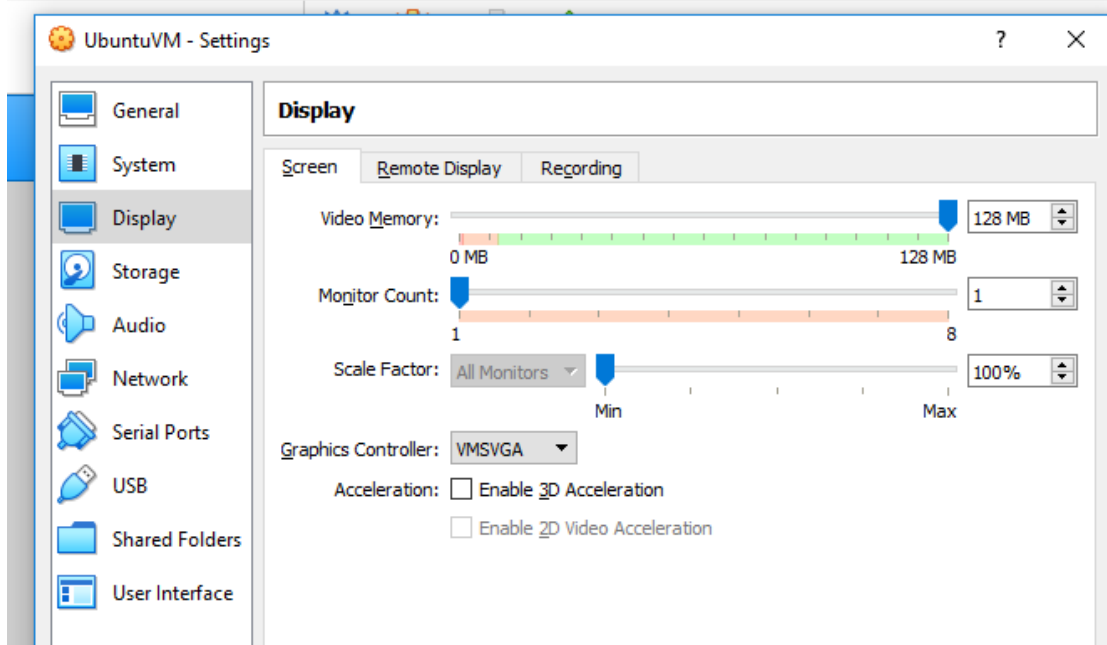 UbuntuVM - Settings ? ×
General
System
Display
Storage
Audio
Network
Serial Ports
USB
Shared Folders
User Interface
Display
Screen Remote Display Recording
Video Memory: 128 MB
0 MB 128 MB
Monitor Count: 1
1 8
Scale Factor: All Monitors 100%
Min Max
Graphics Controller: VMSVGA
Acceleration: Enable 3D Acceleration
Enable 2D Video Acceleration